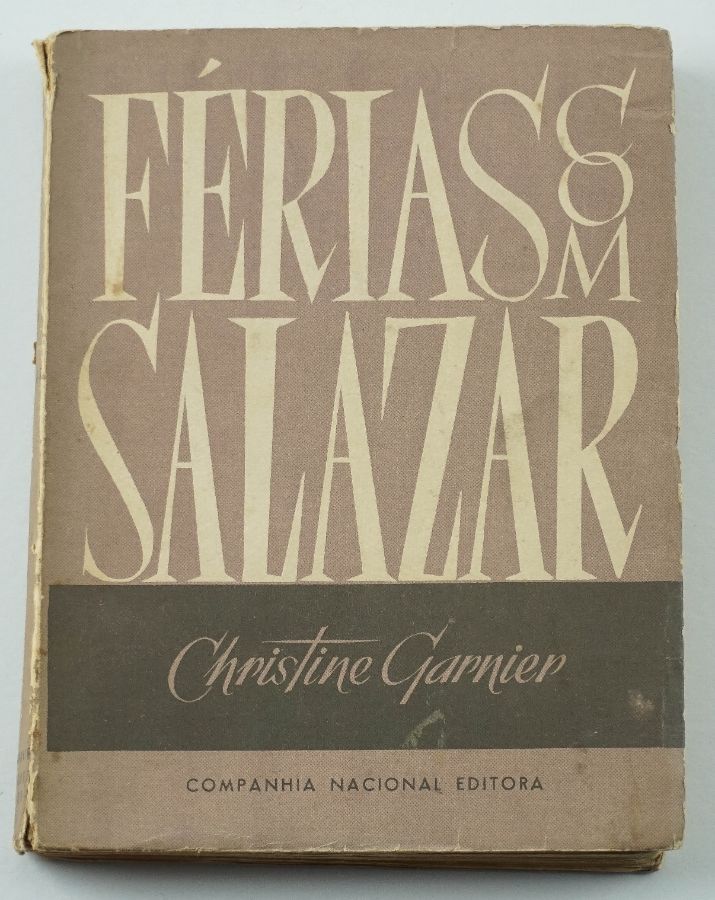 FÉRIAS COM
SALAZAR
Christine Garnier
COMPANHIA NACIONAL EDITORA